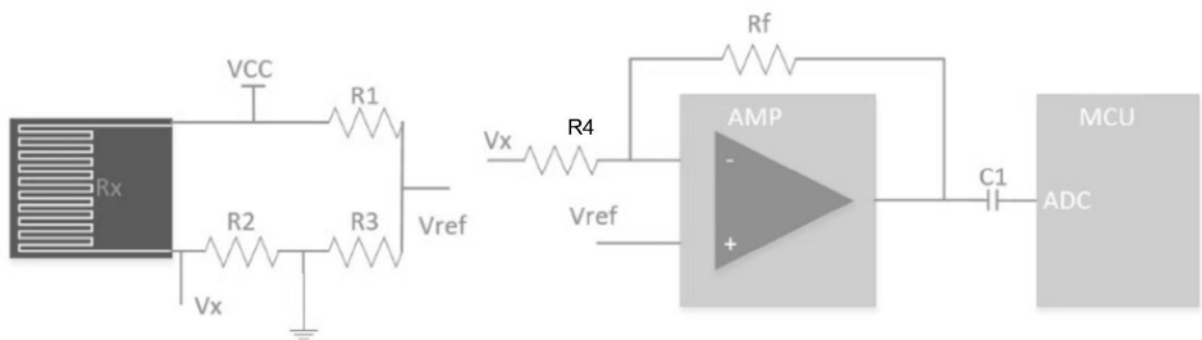 VCC
R1
Rx
R2
R3
Vref
Vx
Rf
AMP
MCU
Vx
R4
-
C1
ADC
Vref
+